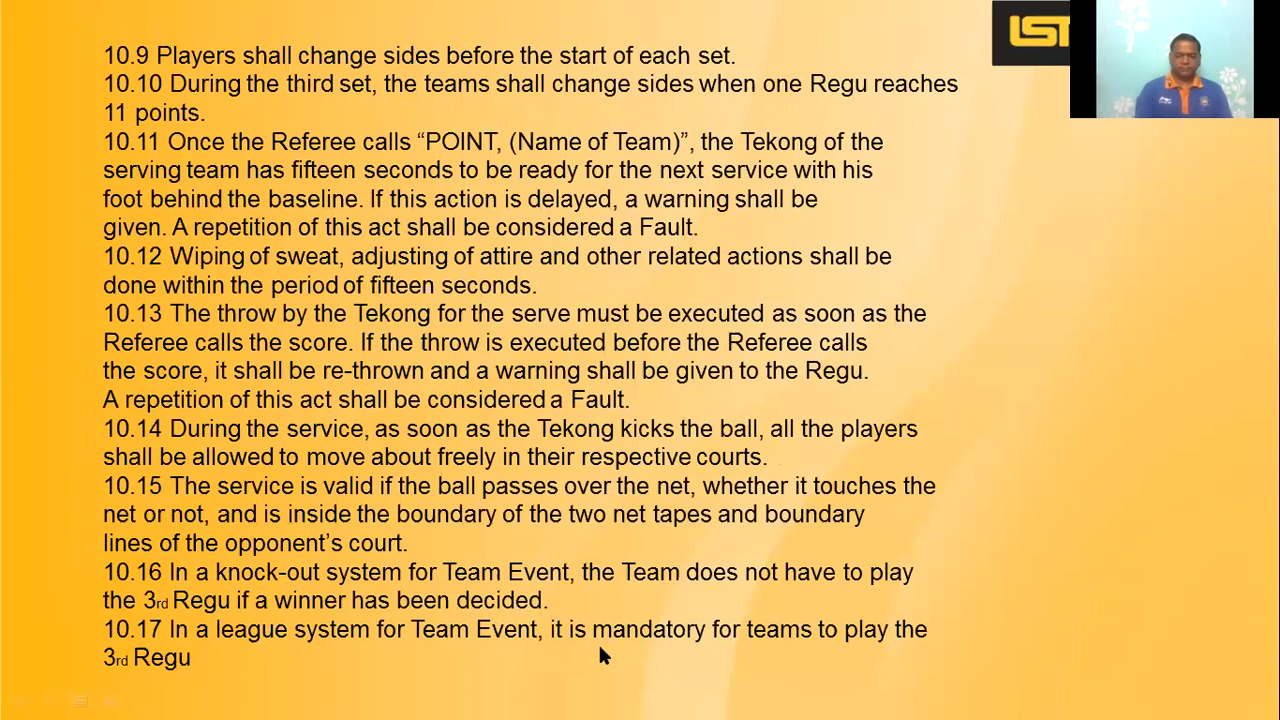 10.9 Players shall change sides before the start of each set.
10.10 During the third set, the teams shall change sides when one Regu reaches
11 points.
10.11 Once the Referee calls “POINT, (Name of Team)”, the Tekong of the
serving team has fifteen seconds to be ready for the next service with his
foot behind the baseline. If this action is delayed, a warning shall be
given. A repetition of this act shall be considered a Fault.
10.12 Wiping of sweat, adjusting of attire and other related actions shall be
done within the period of fifteen seconds.
10.13 The throw by the Tekong for the serve must be executed as soon as the
Referee calls the score. If the throw is executed before the Referee calls
the score, it shall be re-thrown and a warning shall be given to the Regu.
A repetition of this act shall be considered a Fault.
10.14 During the service, as soon as the Tekong kicks the ball, all the players
shall be allowed to move about freely in their respective courts.
10.15 The service is valid if the ball passes over the net, whether it touches the
net or not, and is inside the boundary of the two net tapes and boundary
lines of the opponent’s court.
10.16 In a knock-out system for Team Event, the Team does not have to play
the 3rd Regu if a winner has been decided.
10.17 In a league system for Team Event, it is mandatory for teams to play the
3rd Regu